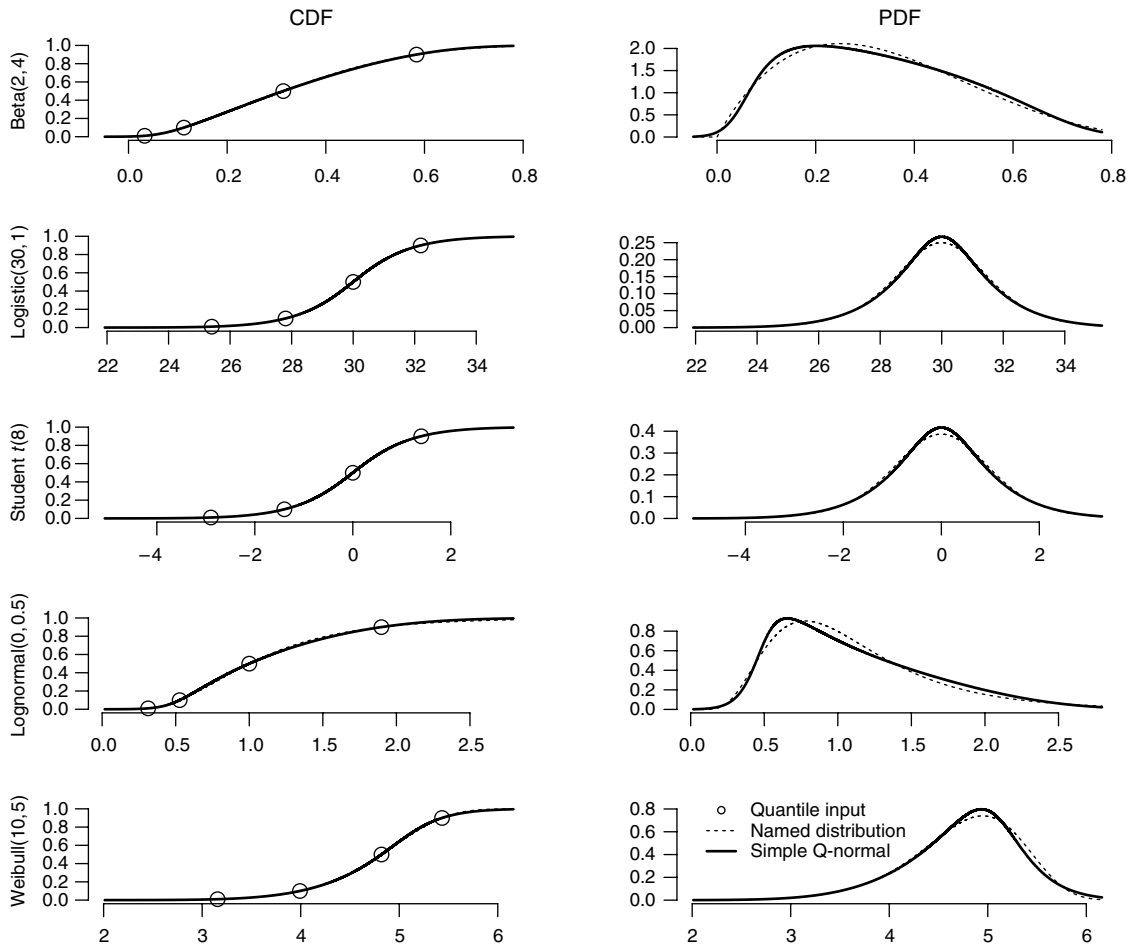 CDF
PDF
Beta(2, 4)
1.0
0.8
0.6
0.4
0.2
0.0
0.0 0.2 0.4 0.6 0.8
2.0
1.5
1.0
0.5
0.0
0.0 0.2 0.4 0.6 0.8
Logistic(30, 1)
1.0
0.8
0.6
0.4
0.2
0.0
22 24 26 28 30 32 34
0.25
0.20
0.15
0.10
0.05
0.00
22 24 26 28 30 32 34
Student t(8)
1.0
0.8
0.6
0.4
0.2
0.0
−4 −2 0 2
0.4
0.3
0.2
0.1
0.0
−4 −2 0 2
Lognormal(0, 0.5)
1.0
0.8
0.6
0.4
0.2
0.0
0.0 0.5 1.0 1.5 2.0 2.5
0.8
0.6
0.4
0.2
0.0
0.0 0.5 1.0 1.5 2.0 2.5
Weibull(10, 5)
1.0
0.8
0.6
0.4
0.2
0.0
2 3 4 5 6
0.8
0.6
0.4
0.2
0.0
2 3 4 5 6
Quantile input
Named distribution
Simple Q-normal